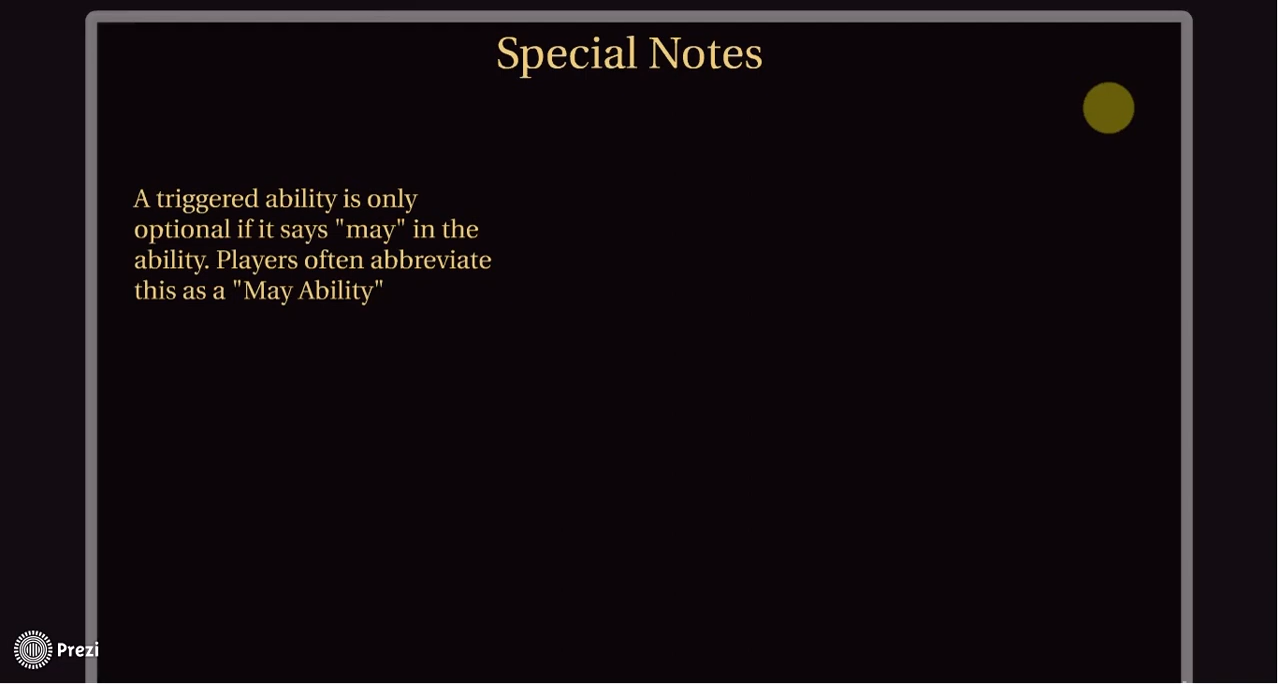 Special Notes
A triggered ability is only
optional if it says "may" in the
ability. Players often abbreviate
this as a "May Ability"
Prezi